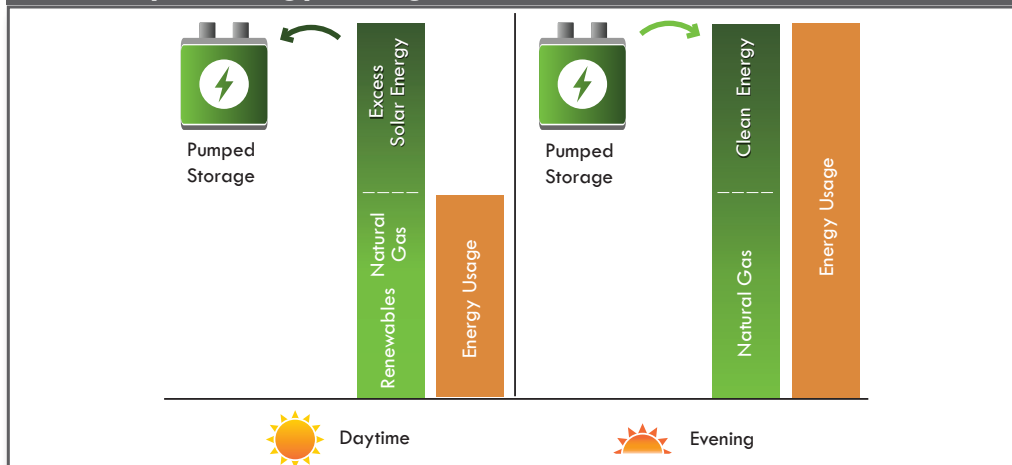 Pumped
Storage
Excess
Solar Energy
Natural
Gas
Renewables
Energy Usage
Daytime
Pumped
Storage
Clean Energy
Natural Gas
Energy Usage
Evening